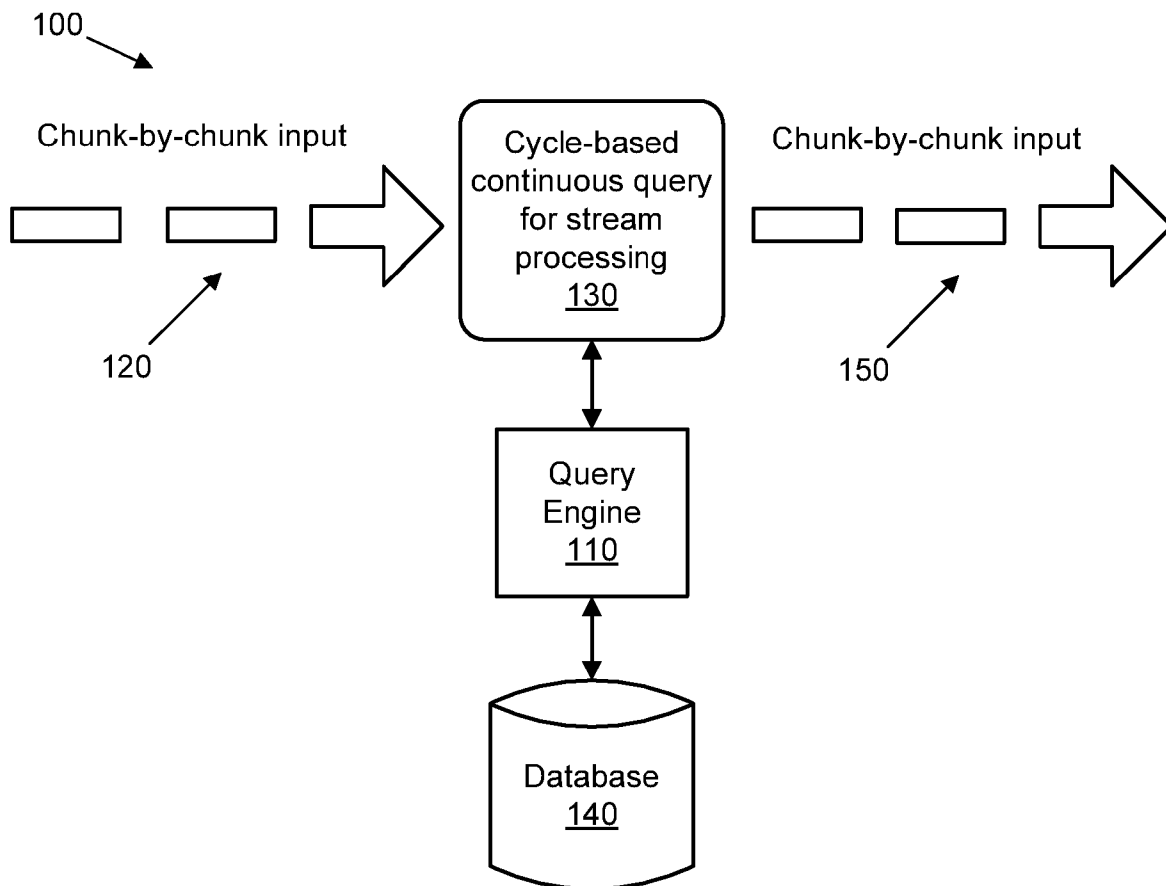 100
Chunk-by-chunk input
Cycle-based
continuous query
for stream
processing
130
Chunk-by-chunk input
120
150
Query
Engine
110
Database
140